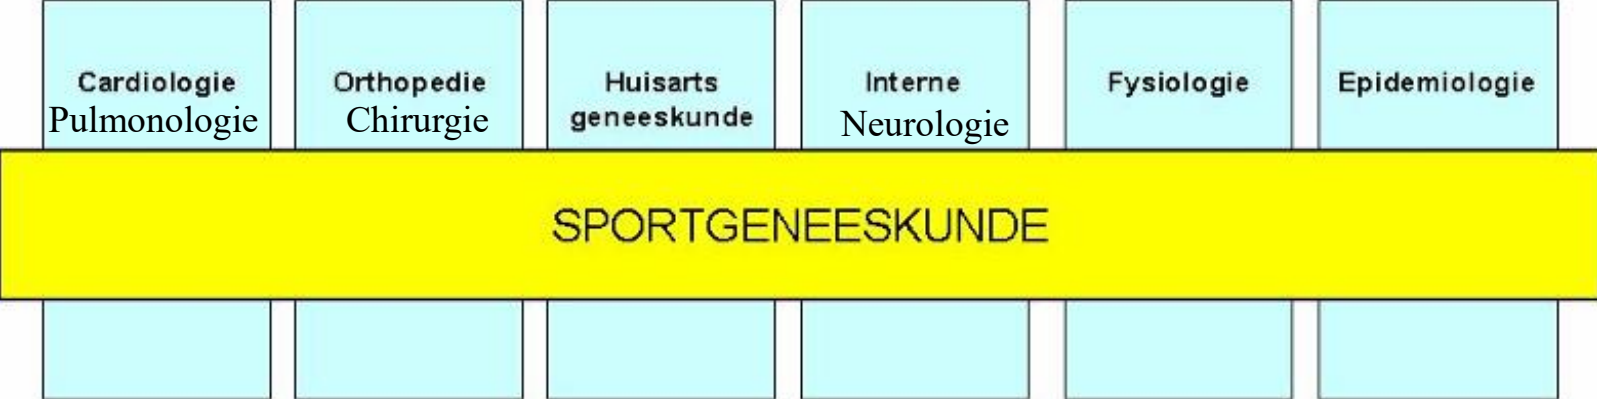 Cardiologie
Pulmonologie
Orthopedie
Chirurgie
Huisarts
geneeskunde
Interne
Neurologie
Fysiologie
Epidemiologie
SPORTGENEESKUNDE